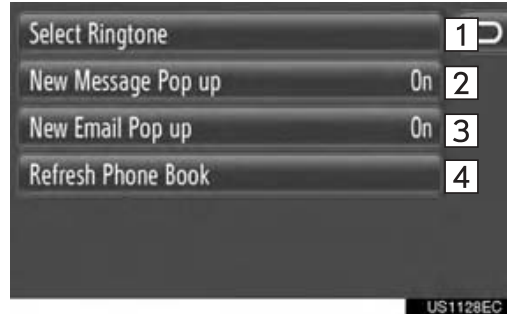 Select Ringtone 1
New Message Pop up On 2
New Email Pop up On 3
Refresh Phone Book 4
US1128EC